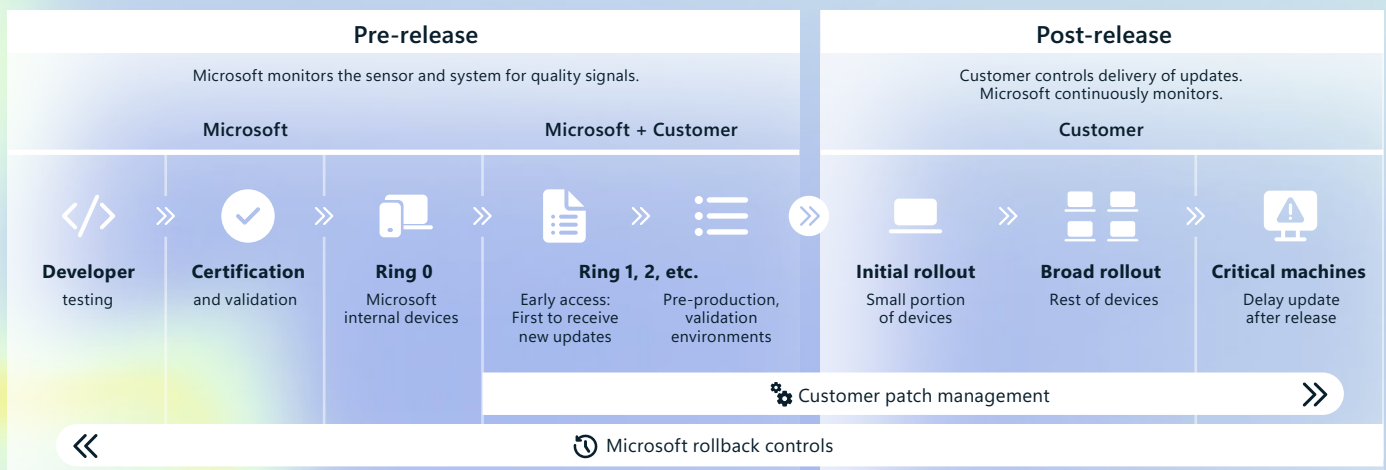 Pre-release
Microsoft monitors the sensor and system for quality signals.
Microsoft
Microsoft + Customer
Developer
testing
Certification
and validation
Ring 0
Microsoft
internal devices
Ring 1, 2, etc.
Early access:
First to receive
new updates
Pre-production,
validation
environments
Post-release
Customer controls delivery of updates.
Microsoft continuously monitors.
Customer
Initial rollout
Small portion
of devices
Broad rollout
Rest of devices
Critical machines
Delay update
after release
Customer patch management
Microsoft rollback controls